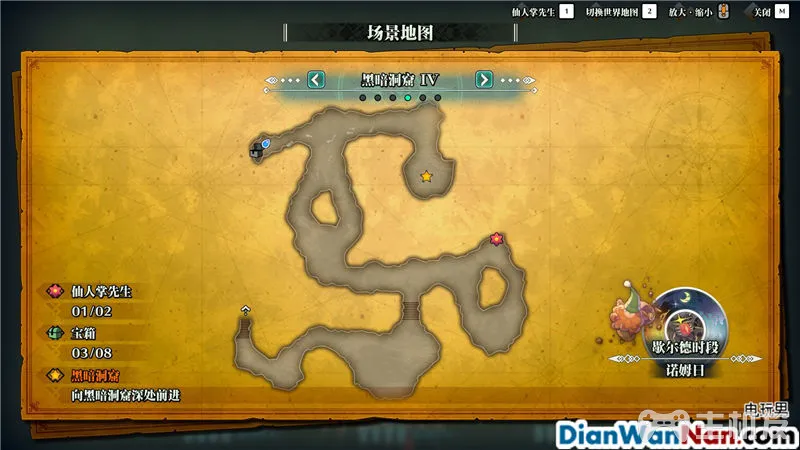 仙人掌先生 1 切换世界地图 2 放大·缩小 关闭 M
场景地图
黑暗洞窟 IV
仙人掌先生
01/02
宝箱
03/08
黑暗洞窟
向黑暗洞窟深处前进
歇尔德时段
诺姆日
电玩男
DianWanNan.com